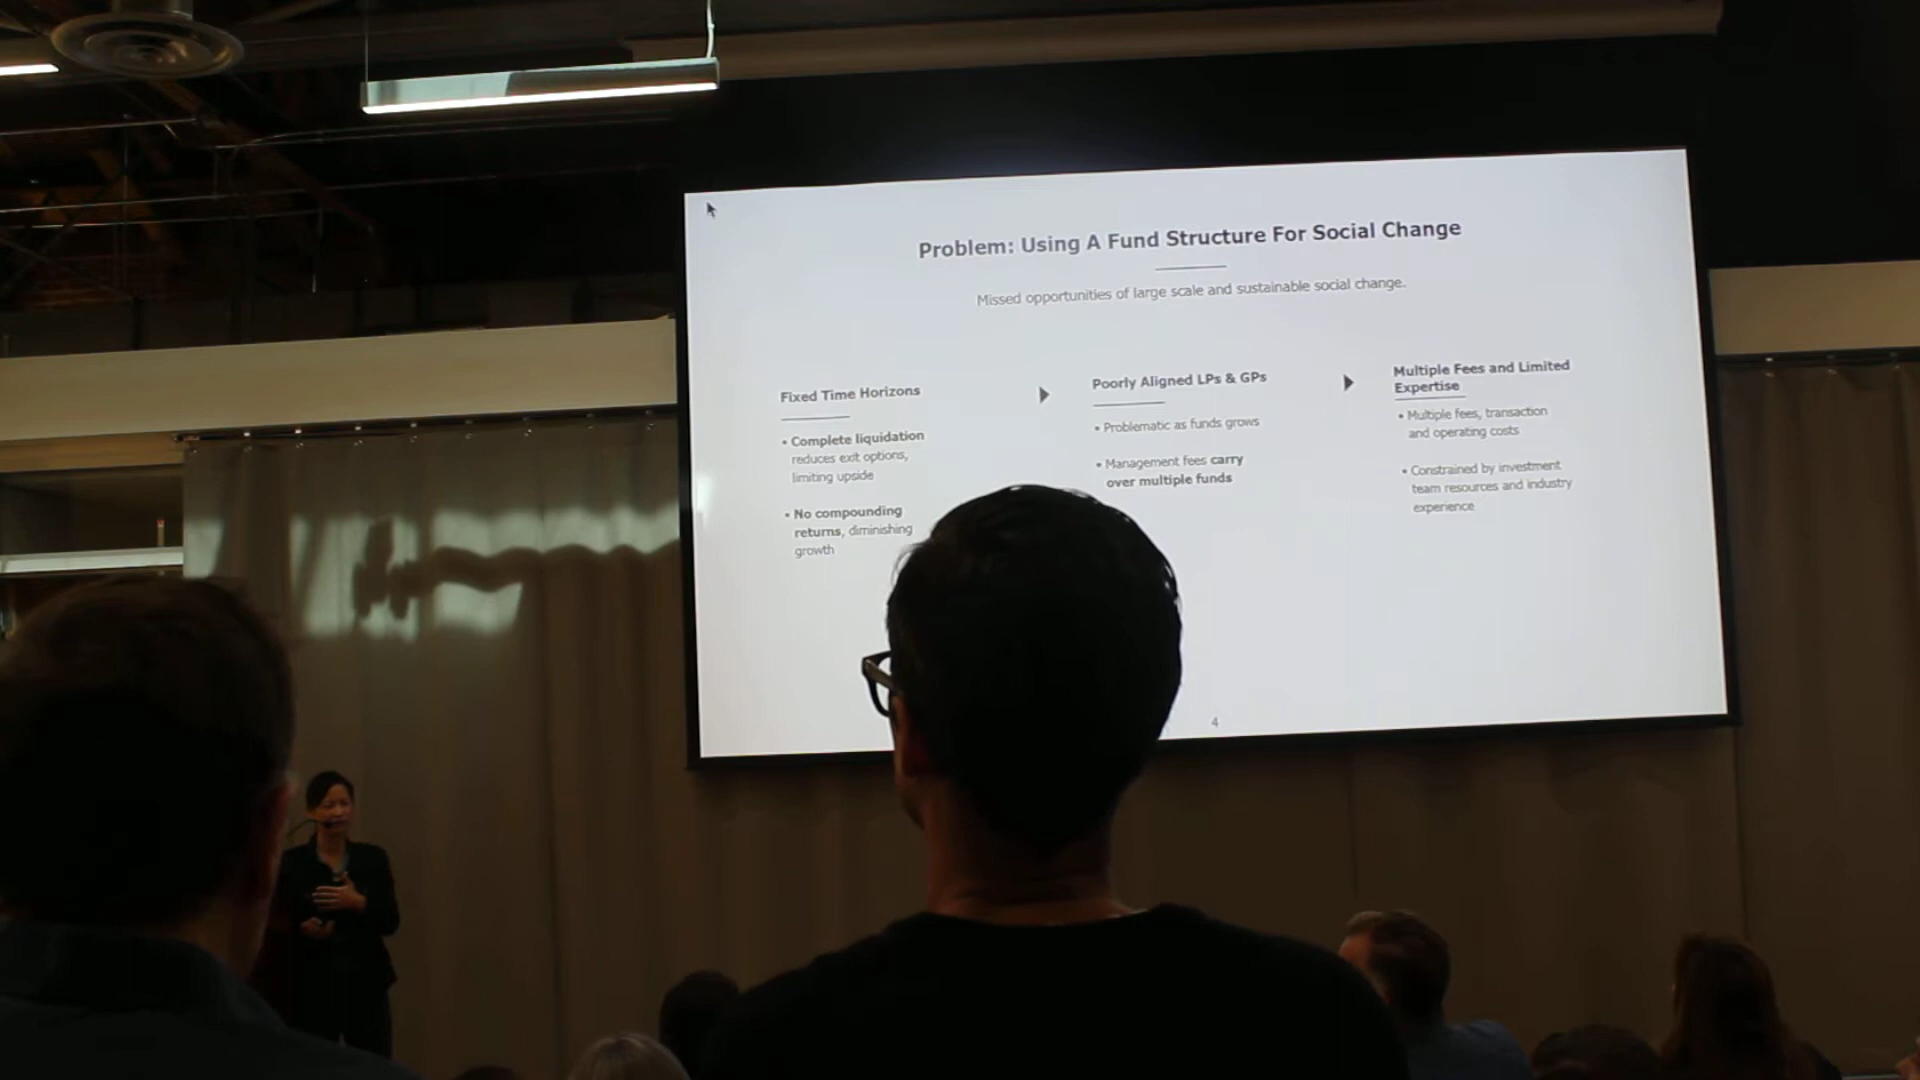 Problem: Using A Fund Structure For Social Change
Missed opportunities of large scale and sustainable social change.
Fixed Time Horizons
• Complete liquidation
reduces exit options,
limiting upside
• No compounding
returns, diminishing
growth
Poorly Aligned LPs & GPs
• Problematic as funds grows
• Management fees carry
over multiple funds
Multiple Fees and Limited
Expertise
• Multiple fees, transaction
and operating costs
• Constrained by investment
team resources and industry
experience
4